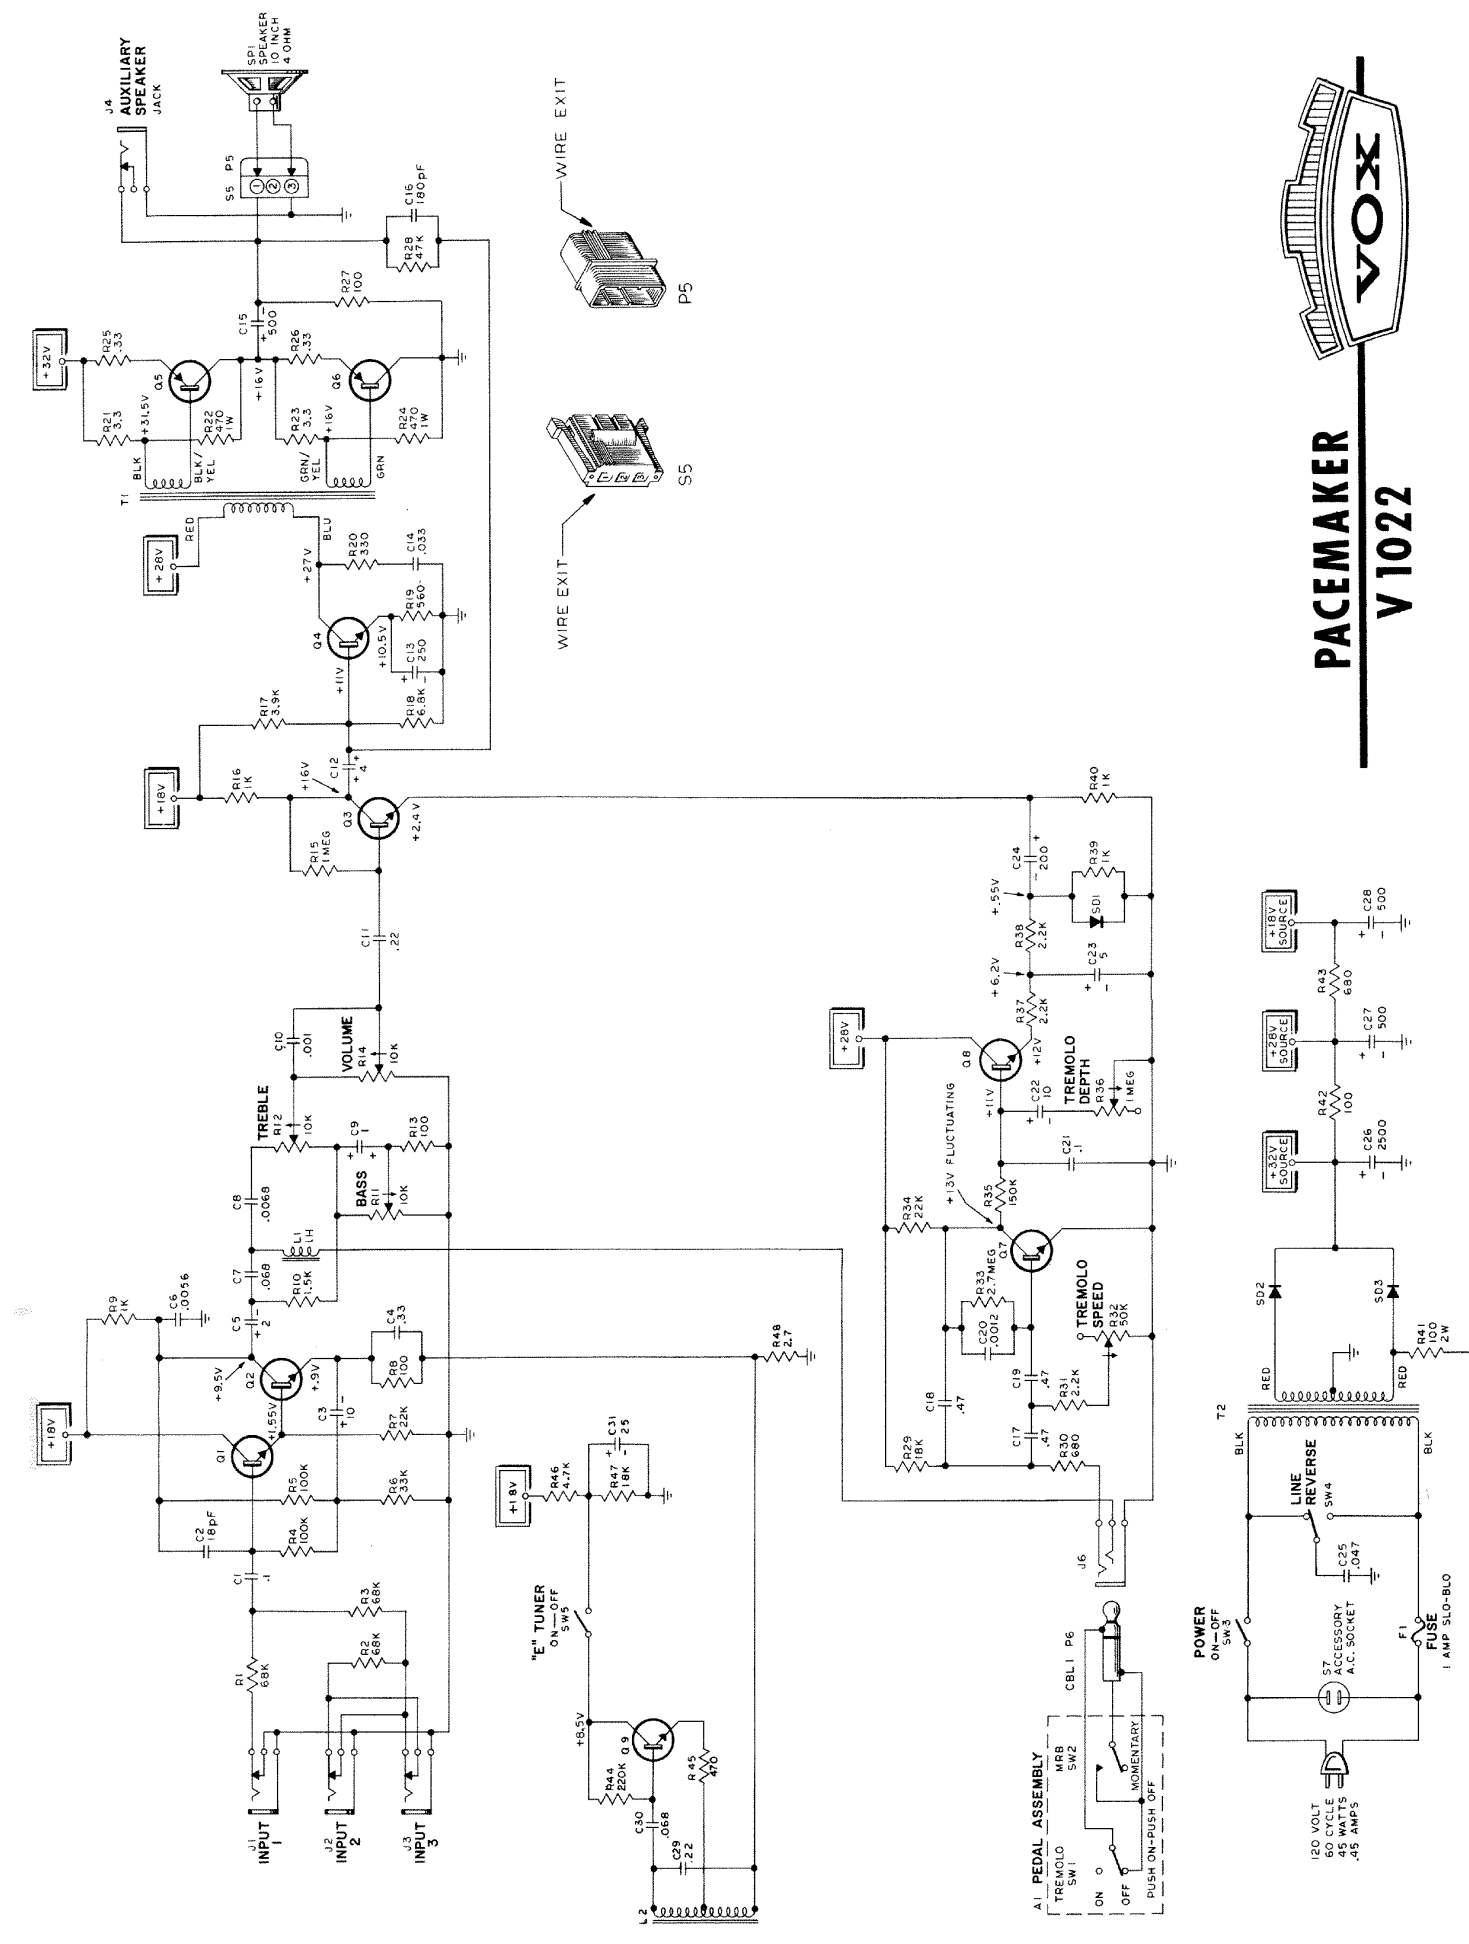 J1
INPUT
1
J2
INPUT
2
J3
INPUT
3
R1
68K
R2
68K
R3
68K
C1
.1
C2
18pF
R4
100K
R5
100K
R6
33K
+18V
Q1
+1.55V
R7
22K
C3
+10 -
Q2
+9.5V
+.9V
R8
100
C4
.33
R9
1K
C6
.0056
C5
+ 2 -
C7
.068
R10
1.5K
L1
1H
C8
.0068
BASS
R11
10K
TREBLE
R12
10K
C9
+ 1 +
R13
100
VOLUME
R14
10K
C10
.001
C11
.22
R15
1 MEG
+18V
R16
1K
+16V
Q3
+2.4V
C12
+ 4 +
R17
3.9K
R18
6.8K
+11V
Q4
+10.5V
C13
+ 250 -
R19
560
+27V
R20
330
C14
.033
+28V
RED
BLU
T1
BLK
BLK/
YEL
GRN/
YEL
GRN
+32V
R21
3.3
+31.5V
R22
470
1W
R23
3.3
+16V
R24
470
1W
R25
.33
Q5
+16V
R26
.33
Q6
C15
+ 500 -
R27
100
R28
47K
C16
180pF
J4
AUXILIARY
SPEAKER
JACK
S5
P5
1
2
3
SP1
SPEAKER
10 INCH
4 OHM
WIRE EXIT
S5
WIRE EXIT
P5
L2
C29
.22
C30
.068
R44
220K
+8.5V
Q9
R45
470
"E" TUNER
ON—OFF
SW5
+18V
R46
4.7K
R47
18K
C31
+ 25 -
R48
2.7
A1 PEDAL ASSEMBLY
TREMOLO
SW1
ON
OFF
PUSH ON-PUSH OFF
MRB
SW2
MOMENTARY
CBL1 P6
J6
R29
18K
R30
680
C17
.47
C18
.47
C19
.47
R31
2.2K
TREMOLO
SPEED
R32
50K
C20
.0012
R33
2.7MEG
Q7
R34
22K
+13V FLUCTUATING
R35
150K
C21
.1
+11V
C22
+ 10 -
TREMOLO
DEPTH
R36
1MEG
+28V
Q8
+12V
R37
2.2K
+6.2V
C23
+ 5 -
R38
2.2K
+.55V
SD1
R39
1K
C24
- 200 +
R40
1K
120 VOLT
60 CYCLE
45 WATTS
.45 AMPS
POWER
ON—OFF
SW3
S7
ACCESSORY
A.C. SOCKET
F1
FUSE
1 AMP SLO-BLO
LINE
REVERSE
SW4
C25
.047
T2
BLK
BLK
RED
RED
R41
100
2W
SD2
SD3
+32V
SOURCE
C26
+ 2500 -
R42
100
+28V
SOURCE
C27
+ 500 -
R43
680
+18V
SOURCE
C28
+ 500 -
PACEMAKER
V1022
VOX